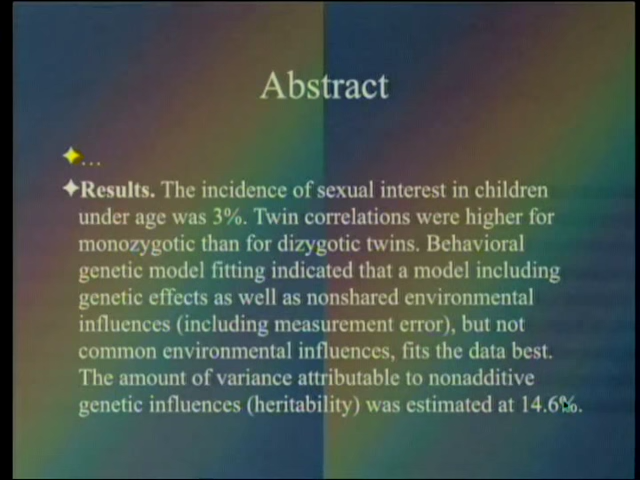 Abstract
...
Results. The incidence of sexual interest in children
under age was 3%. Twin correlations were higher for
monozygotic than for dizygotic twins. Behavioral
genetic model fitting indicated that a model including
genetic effects as well as nonshared environmental
influences (including measurement error), but not
common environmental influences, fits the data best.
The amount of variance attributable to nonadditive
genetic influences (heritability) was estimated at 14.6%.